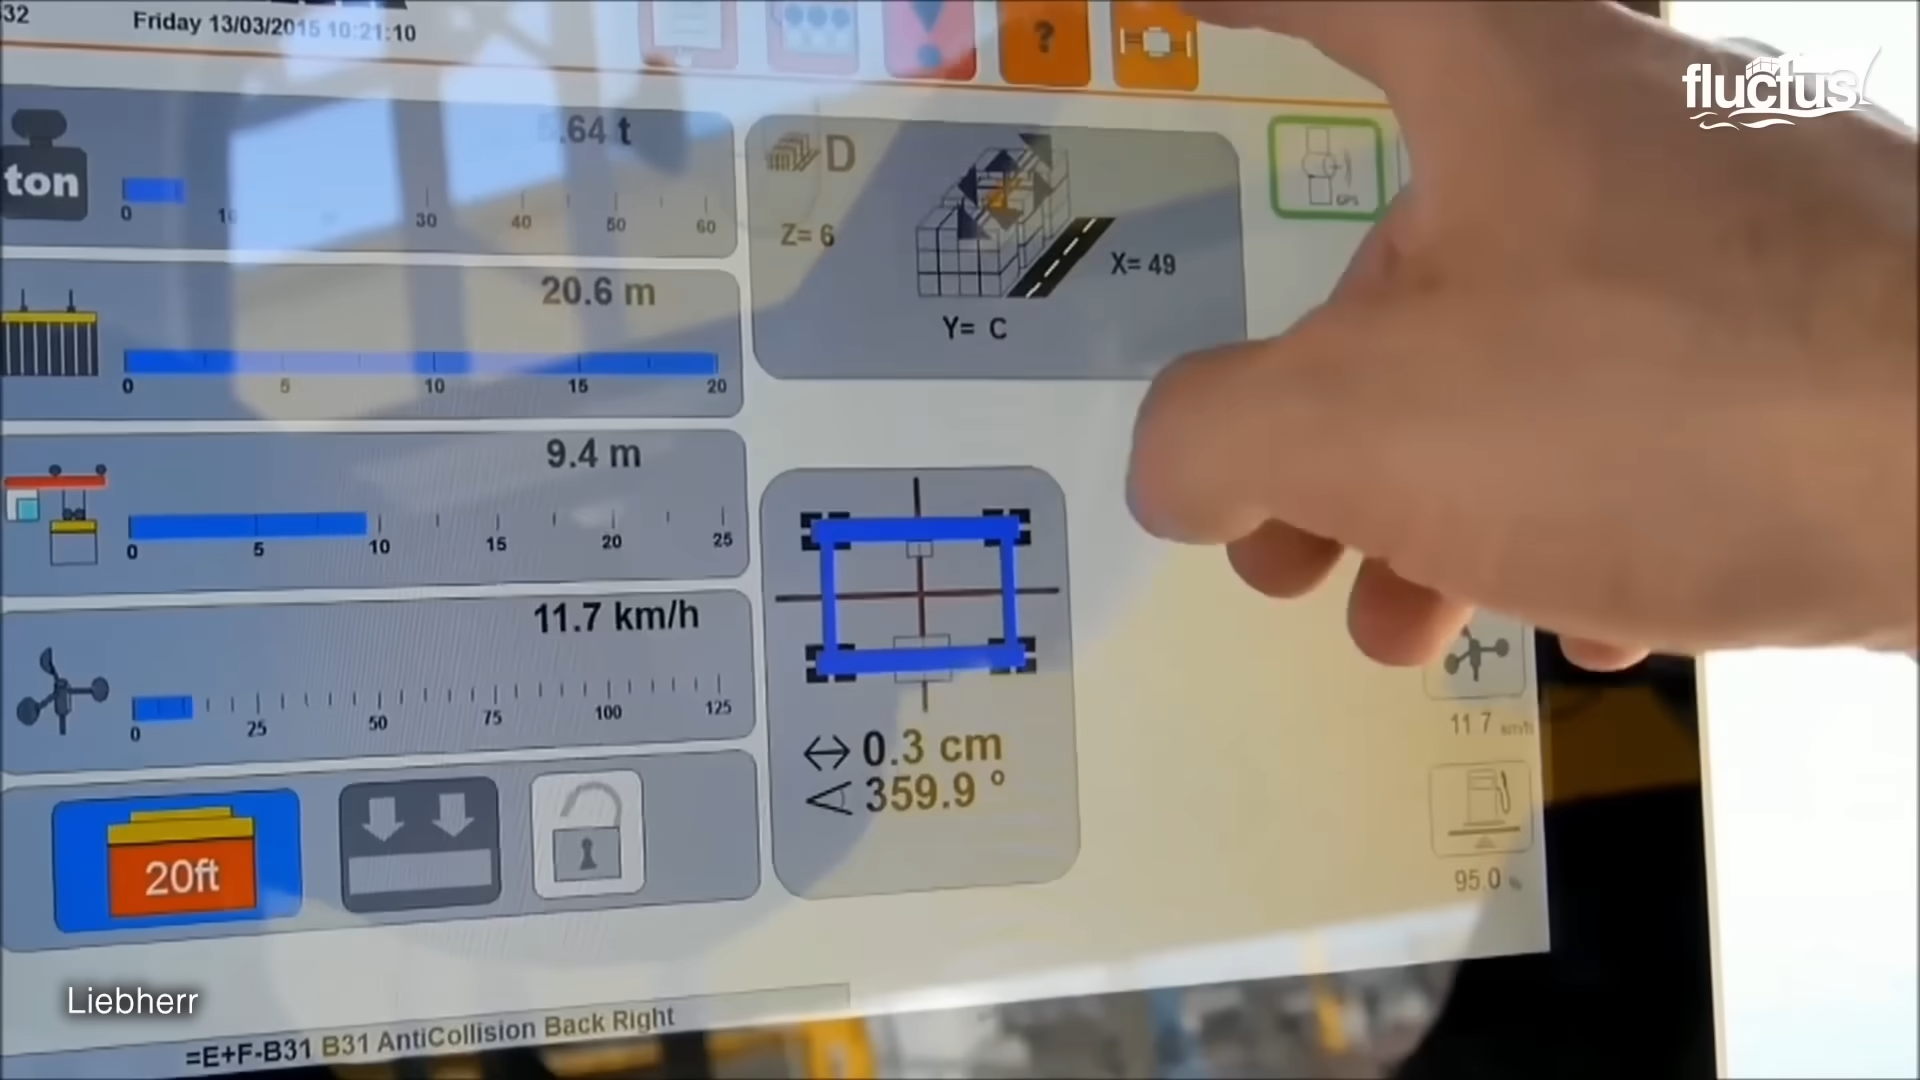 32
Friday 13/03/2015 10:21:10
?
fluctus
ton
.64 t
0 10 30 40 50 60
D
Z= 6
X= 49
Y= C
GPS
20.6 m
0 5 10 15 20
9.4 m
0 5 10 15 20 25
11.7 km/h
0 25 50 75 100 125
0.3 cm
359.9 °
11.7 km/h
95.0 %
20ft
Liebherr
=E+F-B31 B31 AntiCollision Back Right